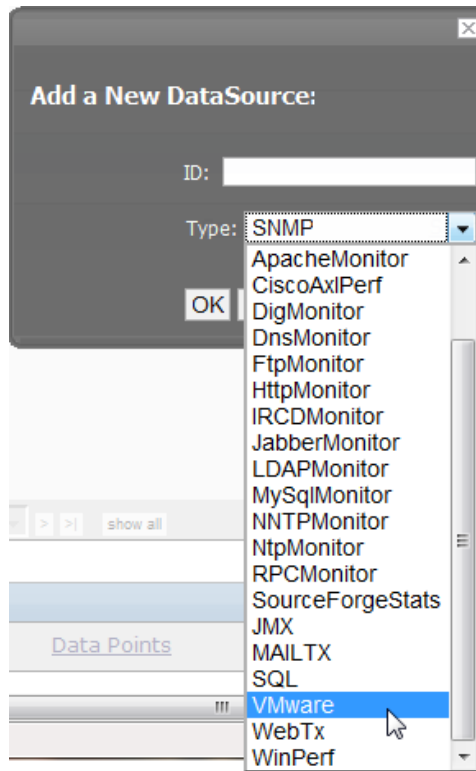 Add a New DataSource:
ID:
Type: SNMP
ApacheMonitor
CiscoAxlPerf
OK
DigMonitor
DnsMonitor
FtpMonitor
HttpMonitor
IRCDMonitor
JabberMonitor
LDAPMonitor
MySqlMonitor
> >| show all
NNTPMonitor
NtpMonitor
RPCMonitor
SourceForgeStats
JMX
Data Points
MAILTX
SQL
VMware
WebTx
WinPerf